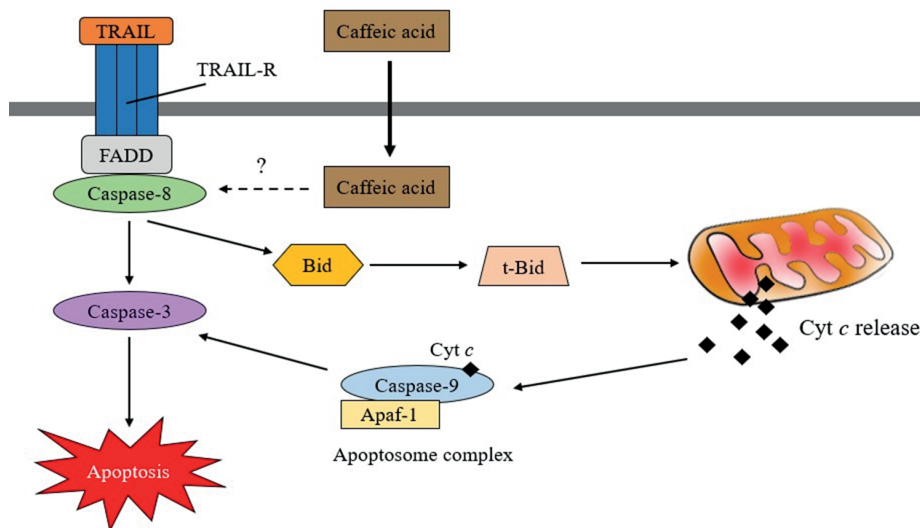 TRAIL
Caffeic acid
TRAIL-R
FADD
?
Caspase-8
Caffeic acid
Bid
t-Bid
Caspase-3
Cyt c release
Cyt c
Caspase-9
Apaf-1
Apoptosome complex
Apoptosis